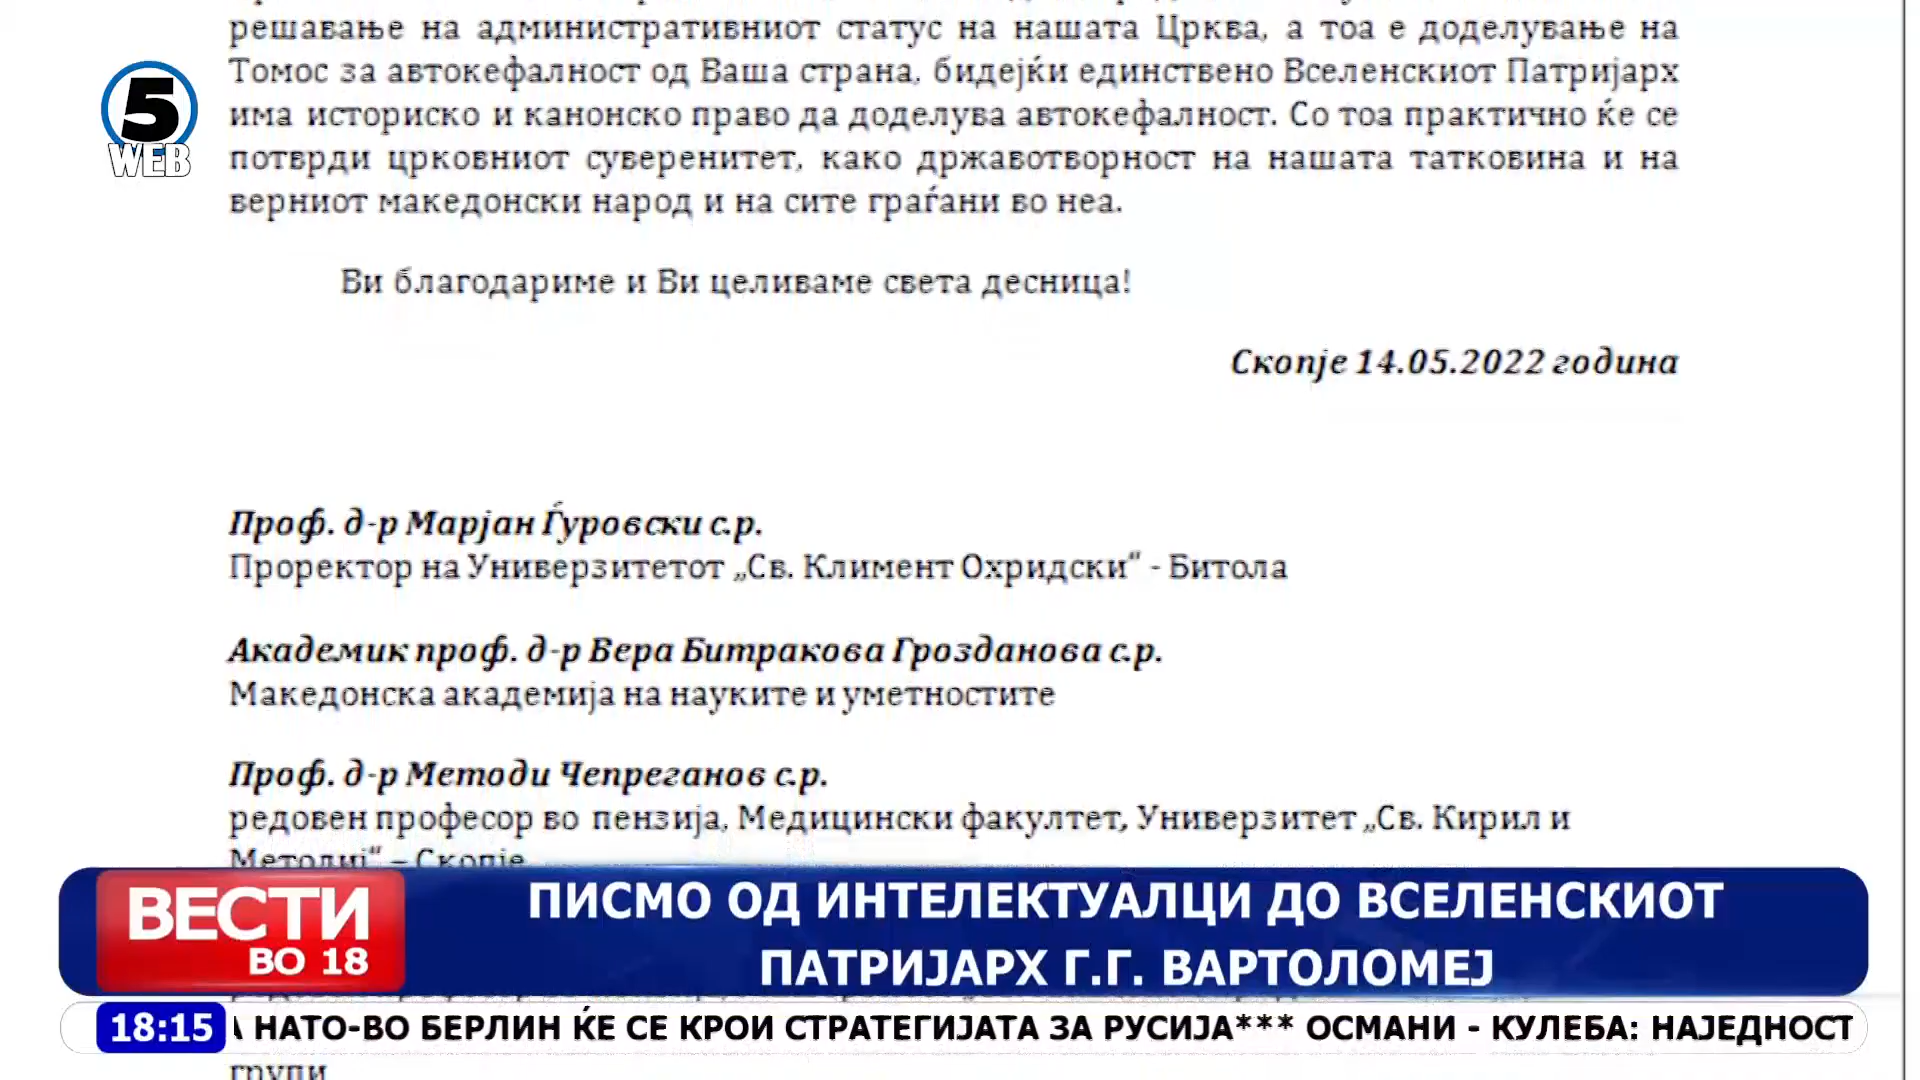 решавање на административниот статус на нашата Црква, а тоа е доделување на
Томос за автокефалност од Ваша страна, бидејќи единствено Вселенскиот Патријарх
има историско и канонско право да доделува автокефалност. Со тоа практично ќе се
потврди црковниот суверенитет, како државотворност на нашата татковина и на
верниот македонски народ и на сите граѓани во неа.
Ви благодариме и Ви целиваме света десница!
Скопје 14.05.2022 година
Проф. д-р Марјан Ѓуровски с.р.
Проректор на Универзитетот „Св. Климент Охридски“ - Битола
Академик проф. д-р Вера Битракова Грозданова с.р.
Македонска академија на науките и уметностите
Проф. д-р Методи Чепреганов с.р.
редовен професор во пензија, Медицински факултет, Универзитет „Св. Кирил и
Методиј“ – Скопје
5
WEB
ВЕСТИ
ВО 18
ПИСМО ОД ИНТЕЛЕКТУАЛЦИ ДО ВСЕЛЕНСКИОТ
ПАТРИЈАРХ Г.Г. ВАРТОЛОМЕЈ
18:15
А НАТО-ВО БЕРЛИН ЌЕ СЕ КРОИ СТРАТЕГИЈАТА ЗА РУСИЈА*** ОСМАНИ - КУЛЕБА: НАЈЕДНОСТ
групи